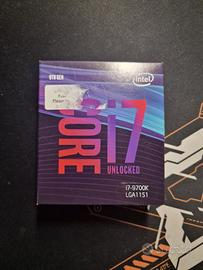 9TH GEN
intel
CORE
i7
UNLOCKED
i7-9700K
LGA1151